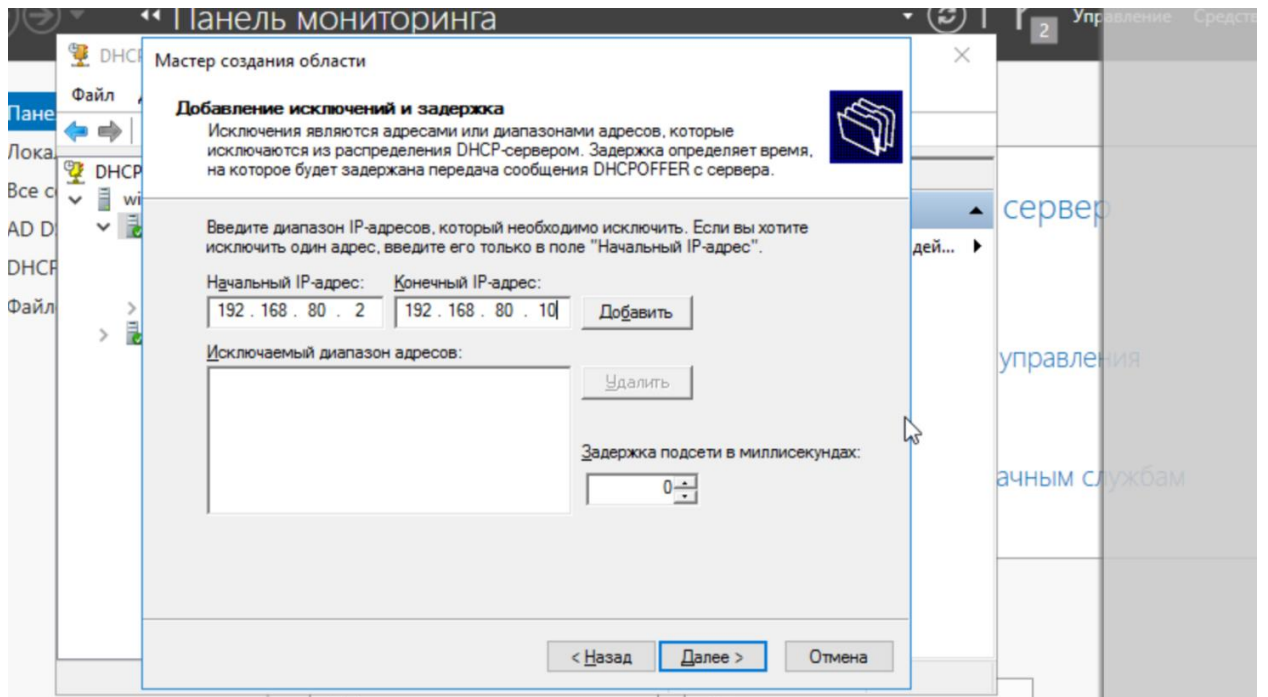 Панель мониторинга
2
Управление
DHCP
Мастер создания области
Файл
Добавление исключений и задержка
Исключения являются адресами или диапазонами адресов, которые
исключаются из распределения DHCP-сервером. Задержка определяет время,
на которое будет задержана передача сообщения DHCPOFFER с сервера.
Пане
Лока
Все с
AD D
DHCP
Файл
DHCP
wi
сервер
дей...
Введите диапазон IP-адресов, который необходимо исключить. Если вы хотите
исключить один адрес, введите его только в поле "Начальный IP-адрес".
Начальный IP-адрес: Конечный IP-адрес:
192 . 168 . 80 . 2 192 . 168 . 80 . 10 Добавить
Исключаемый диапазон адресов:
Удалить
управления
Задержка подсети в миллисекундах:
0
ачным службам
< Назад Далее > Отмена